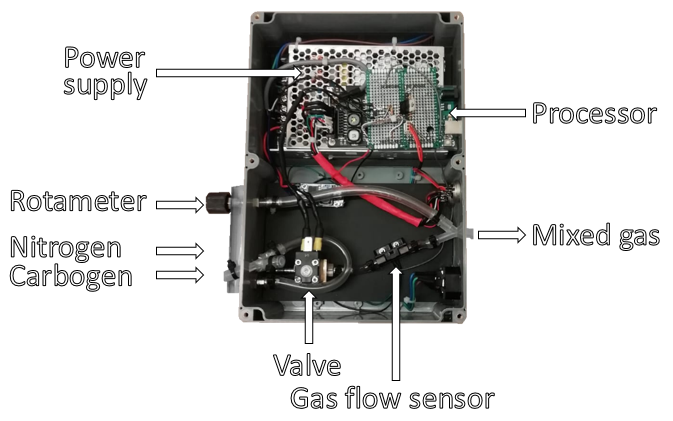 Power
supply
Processor
Rotameter
Nitrogen
Carbogen
Mixed gas
Valve
Gas flow sensor